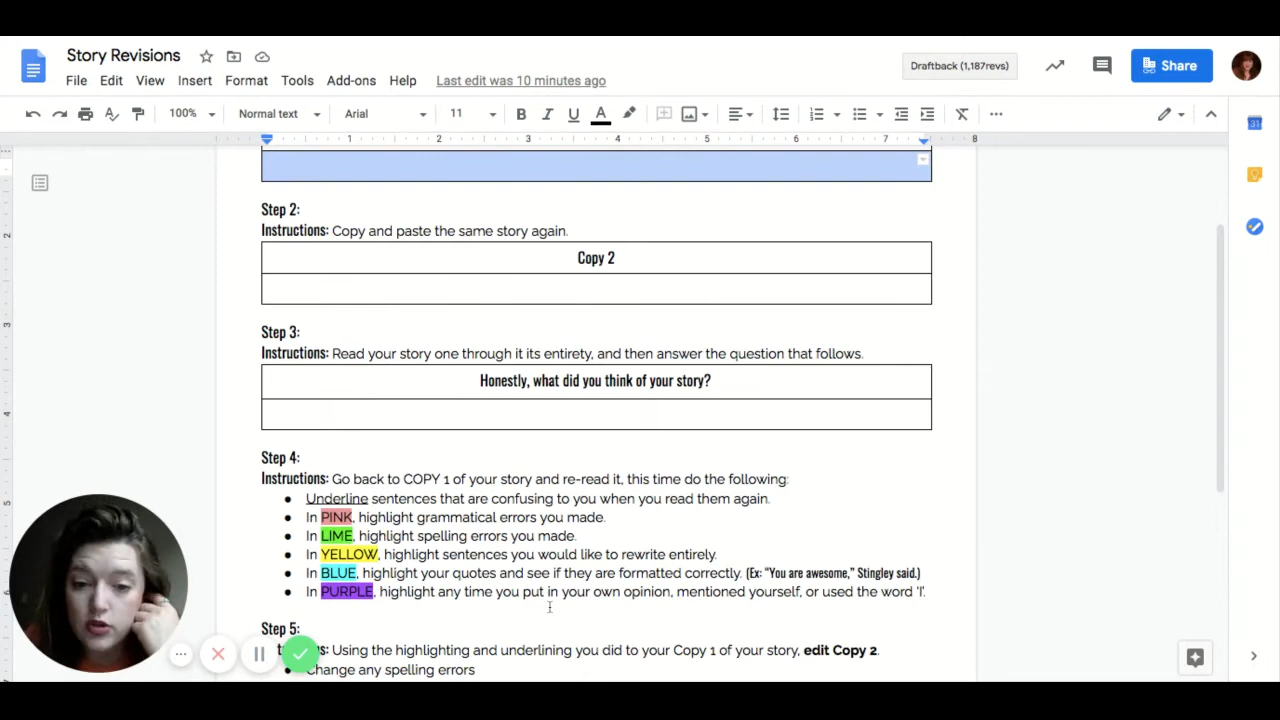 Story Revisions
Draftback (1,187revs)
Share
File Edit View Insert Format Tools Add-ons Help Last edit was 10 minutes ago
100% Normal text Arial 11 B I U A
1 2 3 4 5 6 7 8
Step 2:
Instructions: Copy and paste the same story again.
Copy 2
Step 3:
Instructions: Read your story one through it its entirety, and then answer the question that follows.
Honestly, what did you think of your story?
Step 4:
Instructions: Go back to COPY 1 of your story and re-read it, this time do the following:
● Underline sentences that are confusing to you when you read them again.
● In PINK, highlight grammatical errors you made.
● In LIME, highlight spelling errors you made.
● In YELLOW, highlight sentences you would like to rewrite entirely.
● In BLUE, highlight your quotes and see if they are formatted correctly. (Ex: "You are awesome," Stingley said.)
● In PURPLE, highlight any time you put in your own opinion, mentioned yourself, or used the word 'I'.
Step 5:
Using the highlighting and underlining you did to your Copy 1 of your story, edit Copy 2.
Change any spelling errors